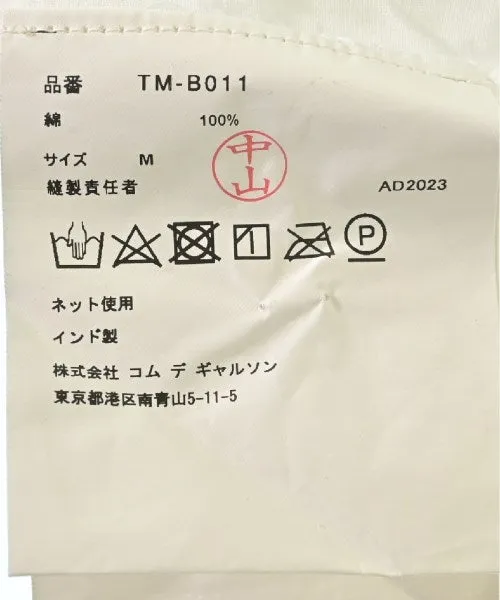 品番 TM-B011
綿 100%
サイズ M
縫製責任者 中山 AD2023
P
ネット使用
インド製
株式会社 コム デ ギャルソン
東京都港区南青山5-11-5